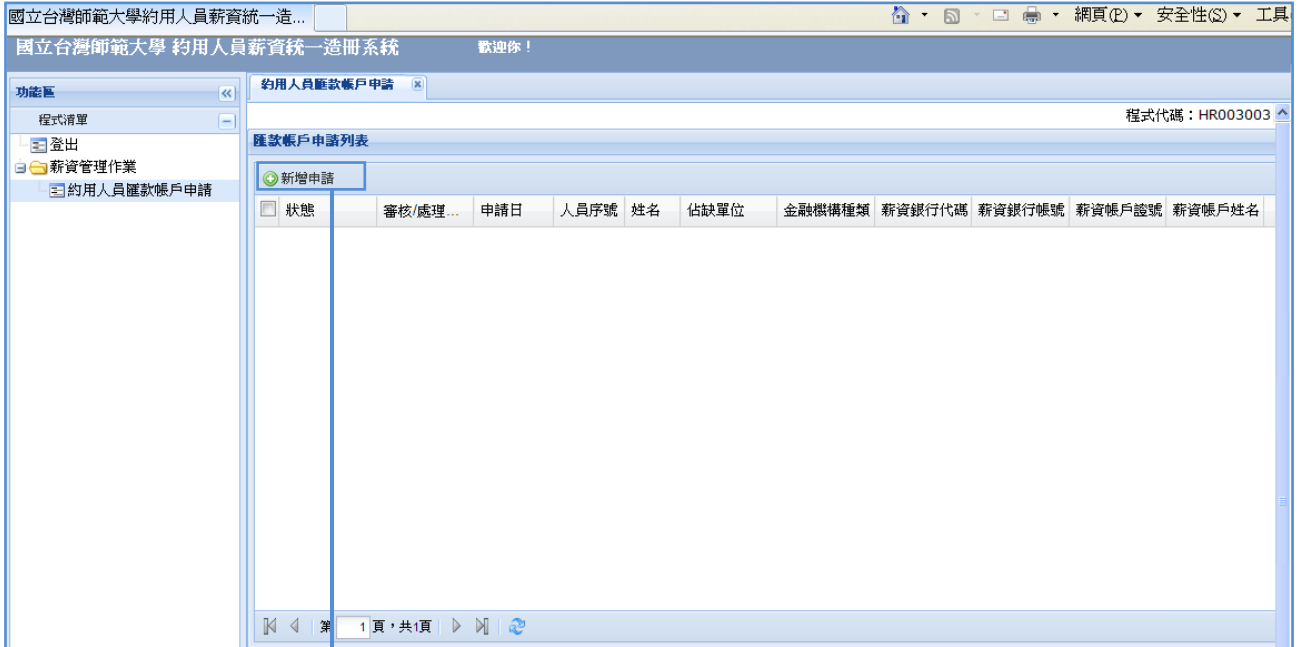 國立台灣師範大學約用人員薪資統一造...
網頁(P) 安全性(S) 工具
國立台灣師範大學 約用人員薪資統一造冊系統 歡迎你！
功能區
約用人員匯款帳戶申請
程式清單
程式代碼：HR003003
登出
匯款帳戶申請列表
薪資管理作業
新增申請
約用人員匯款帳戶申請
狀態 審核/處理... 申請日 人員序號 姓名 佔缺單位 金融機構種類 薪資銀行代碼 薪資銀行帳號 薪資帳戶證號 薪資帳戶姓名
第 1 頁，共1頁